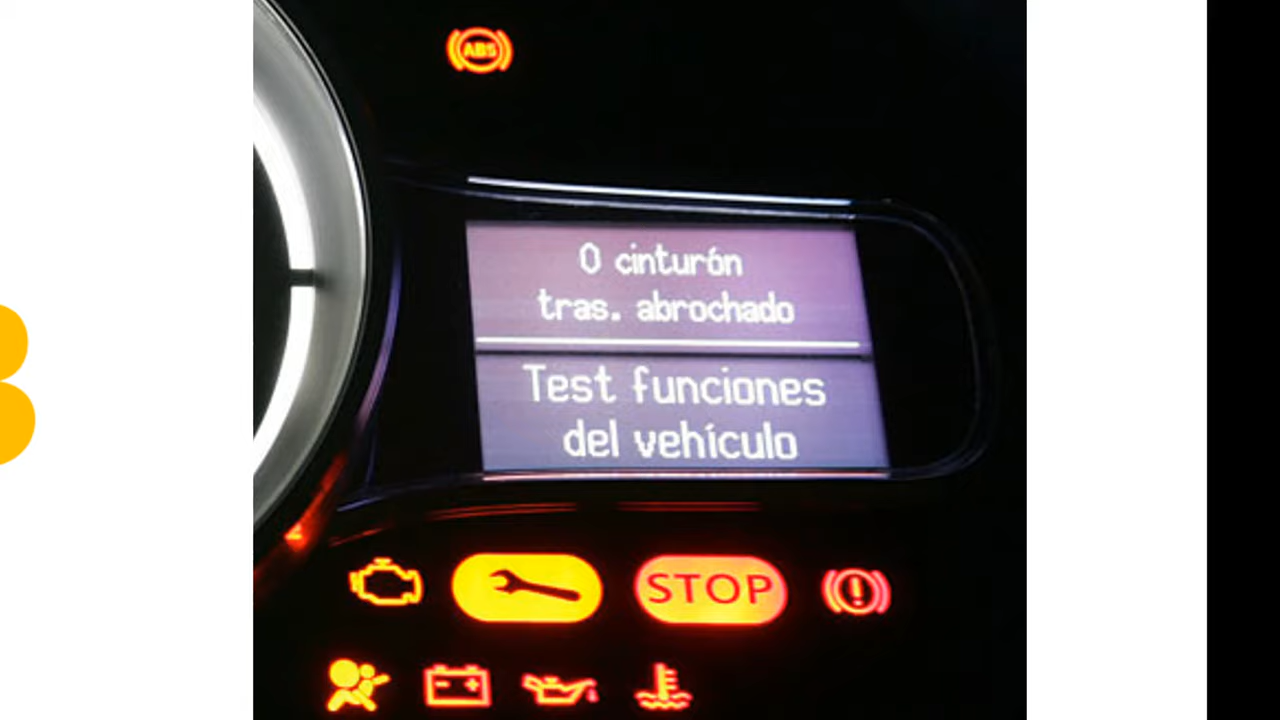 ABS
0 cinturón
tras. abrochado
Test funciones
del vehículo
STOP